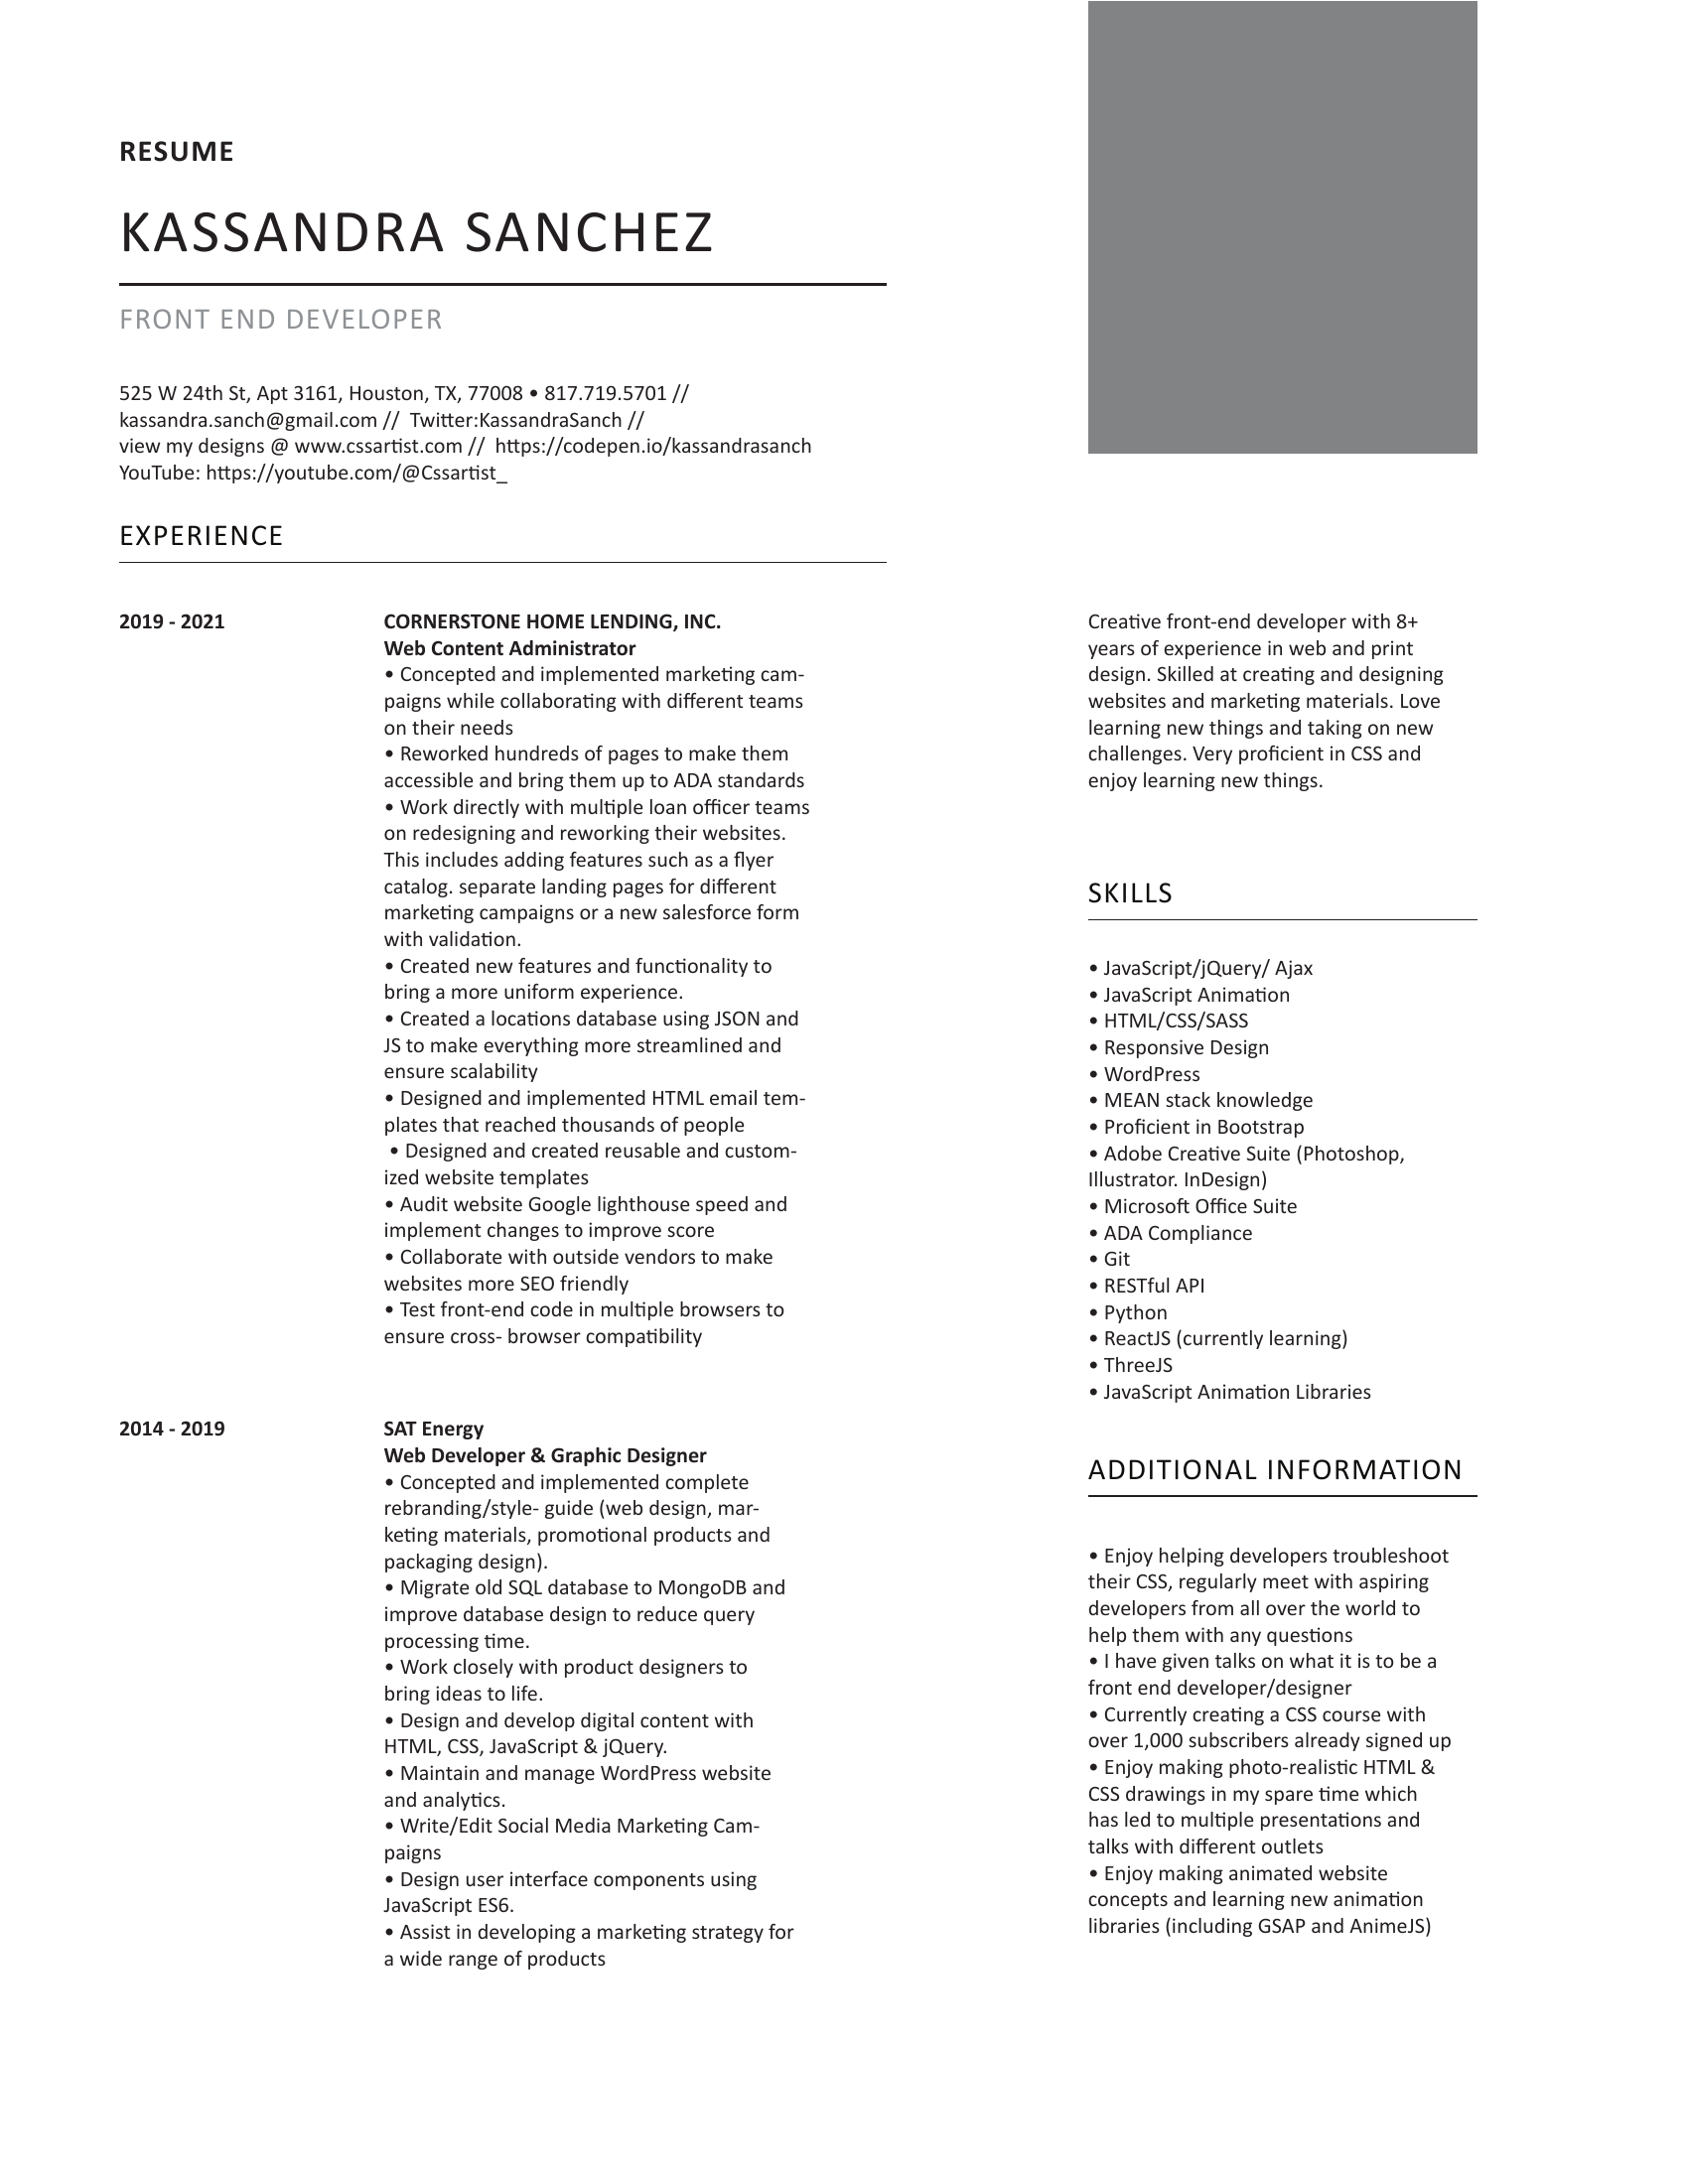 RESUME
KASSANDRA SANCHEZ
FRONT END DEVELOPER
525 W 24th St, Apt 3161, Houston, TX, 77008 • 817.719.5701 //
kassandra.sanch@gmail.com //  Twitter:KassandraSanch //
view my designs @ www.cssartist.com //  https://codepen.io/kassandrasanch
YouTube: https://youtube.com/@Cssartist_
EXPERIENCE
2019 - 2021
CORNERSTONE HOME LENDING, INC.
Web Content Administrator
• Concepted and implemented marketing cam-
paigns while collaborating with different teams
on their needs
• Reworked hundreds of pages to make them
accessible and bring them up to ADA standards
• Work directly with multiple loan officer teams
on redesigning and reworking their websites.
This includes adding features such as a flyer
catalog. separate landing pages for different
marketing campaigns or a new salesforce form
with validation.
• Created new features and functionality to
bring a more uniform experience.
• Created a locations database using JSON and
JS to make everything more streamlined and
ensure scalability
• Designed and implemented HTML email tem-
plates that reached thousands of people
• Designed and created reusable and custom-
ized website templates
• Audit website Google lighthouse speed and
implement changes to improve score
• Collaborate with outside vendors to make
websites more SEO friendly
• Test front-end code in multiple browsers to
ensure cross- browser compatibility
2014 - 2019
SAT Energy
Web Developer & Graphic Designer
• Concepted and implemented complete
rebranding/style- guide (web design, mar-
keting materials, promotional products and
packaging design).
• Migrate old SQL database to MongoDB and
improve database design to reduce query
processing time.
• Work closely with product designers to
bring ideas to life.
• Design and develop digital content with
HTML, CSS, JavaScript & jQuery.
• Maintain and manage WordPress website
and analytics.
• Write/Edit Social Media Marketing Cam-
paigns
• Design user interface components using
JavaScript ES6.
• Assist in developing a marketing strategy for
a wide range of products
Creative front-end developer with 8+
years of experience in web and print
design. Skilled at creating and designing
websites and marketing materials. Love
learning new things and taking on new
challenges. Very proficient in CSS and
enjoy learning new things.
SKILLS
• JavaScript/jQuery/ Ajax
• JavaScript Animation
• HTML/CSS/SASS
• Responsive Design
• WordPress
• MEAN stack knowledge
• Proficient in Bootstrap
• Adobe Creative Suite (Photoshop,
Illustrator. InDesign)
• Microsoft Office Suite
• ADA Compliance
• Git
• RESTful API
• Python
• ReactJS (currently learning)
• ThreeJS
• JavaScript Animation Libraries
ADDITIONAL INFORMATION
• Enjoy helping developers troubleshoot
their CSS, regularly meet with aspiring
developers from all over the world to
help them with any questions
• I have given talks on what it is to be a
front end developer/designer
• Currently creating a CSS course with
over 1,000 subscribers already signed up
• Enjoy making photo-realistic HTML &
CSS drawings in my spare time which
has led to multiple presentations and
talks with different outlets
• Enjoy making animated website
concepts and learning new animation
libraries (including GSAP and AnimeJS)